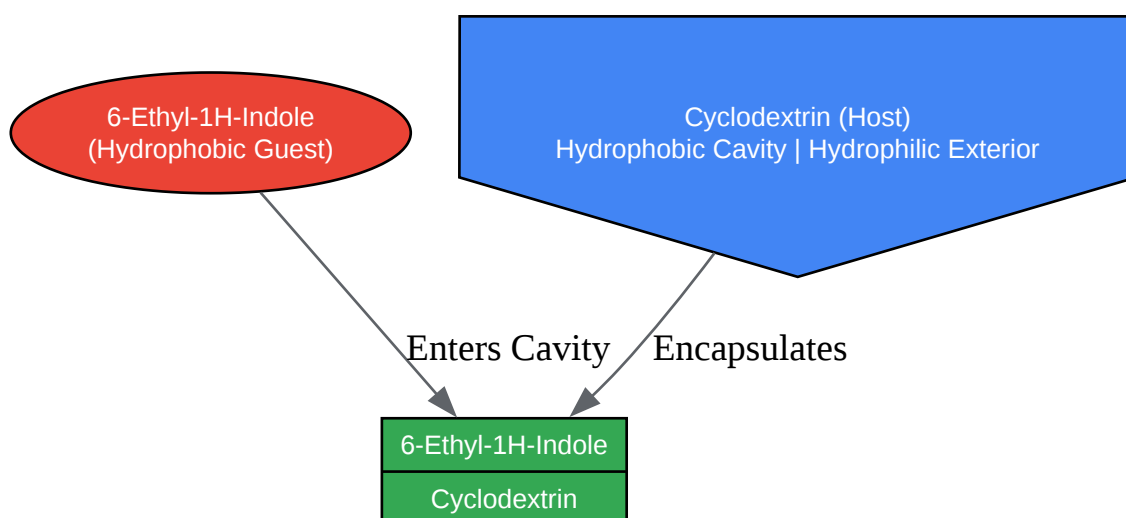 6-Ethyl-1H-Indole
(Hydrophobic Guest)
Cyclodextrin (Host)
Hydrophobic Cavity | Hydrophilic Exterior
Enters Cavity
Encapsulates
6-Ethyl-1H-Indole
Cyclodextrin